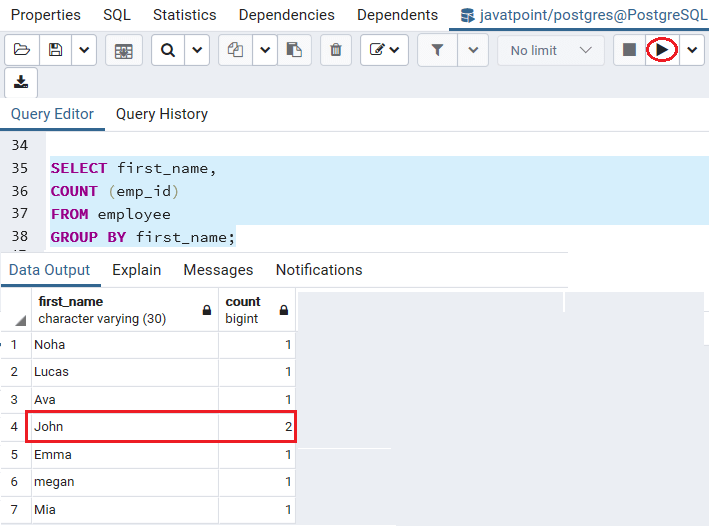 Properties SQL Statistics Dependencies Dependents javatpoint/postgres@PostgreSQL
No limit
Query Editor Query History
34
35 SELECT first_name,
36 COUNT (emp_id)
37 FROM employee
38 GROUP BY first_name;
Data Output Explain Messages Notifications
first_name count
character varying (30) bigint
1 Noha 1
2 Lucas 1
3 Ava 1
4 John 2
5 Emma 1
6 megan 1
7 Mia 1